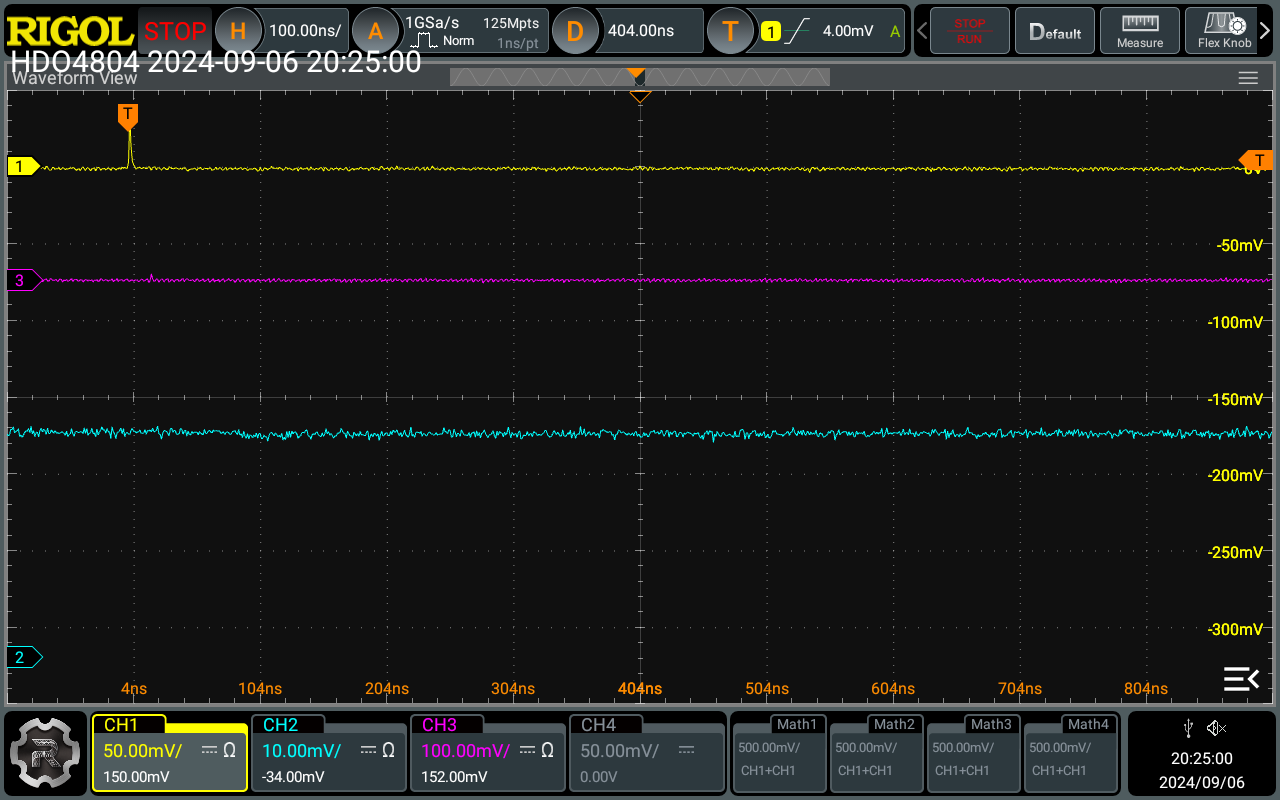 RIGOL STOP H 100.00ns/ A 1GSa/s Norm 125Mpts 1ns/pt D 404.00ns T 1 4.00mV A STOP RUN Default Measure Flex Knob
HDO4804 2024-09-06 20:25:00
Waveform View
T
1
T
0V
-50mV
3
-100mV
-150mV
-200mV
-250mV
-300mV
2
4ns 104ns 204ns 304ns 404ns 504ns 604ns 704ns 804ns
CH1 CH2 CH3 CH4 Math1 Math2 Math3 Math4
50.00mV/ Ω 10.00mV/ Ω 100.00mV/ Ω 50.00mV/ 500.00mV/ 500.00mV/ 500.00mV/ 500.00mV/
150.00mV -34.00mV 152.00mV 0.00V CH1+CH1 CH1+CH1 CH1+CH1 CH1+CH1
R
20:25:00
2024/09/06